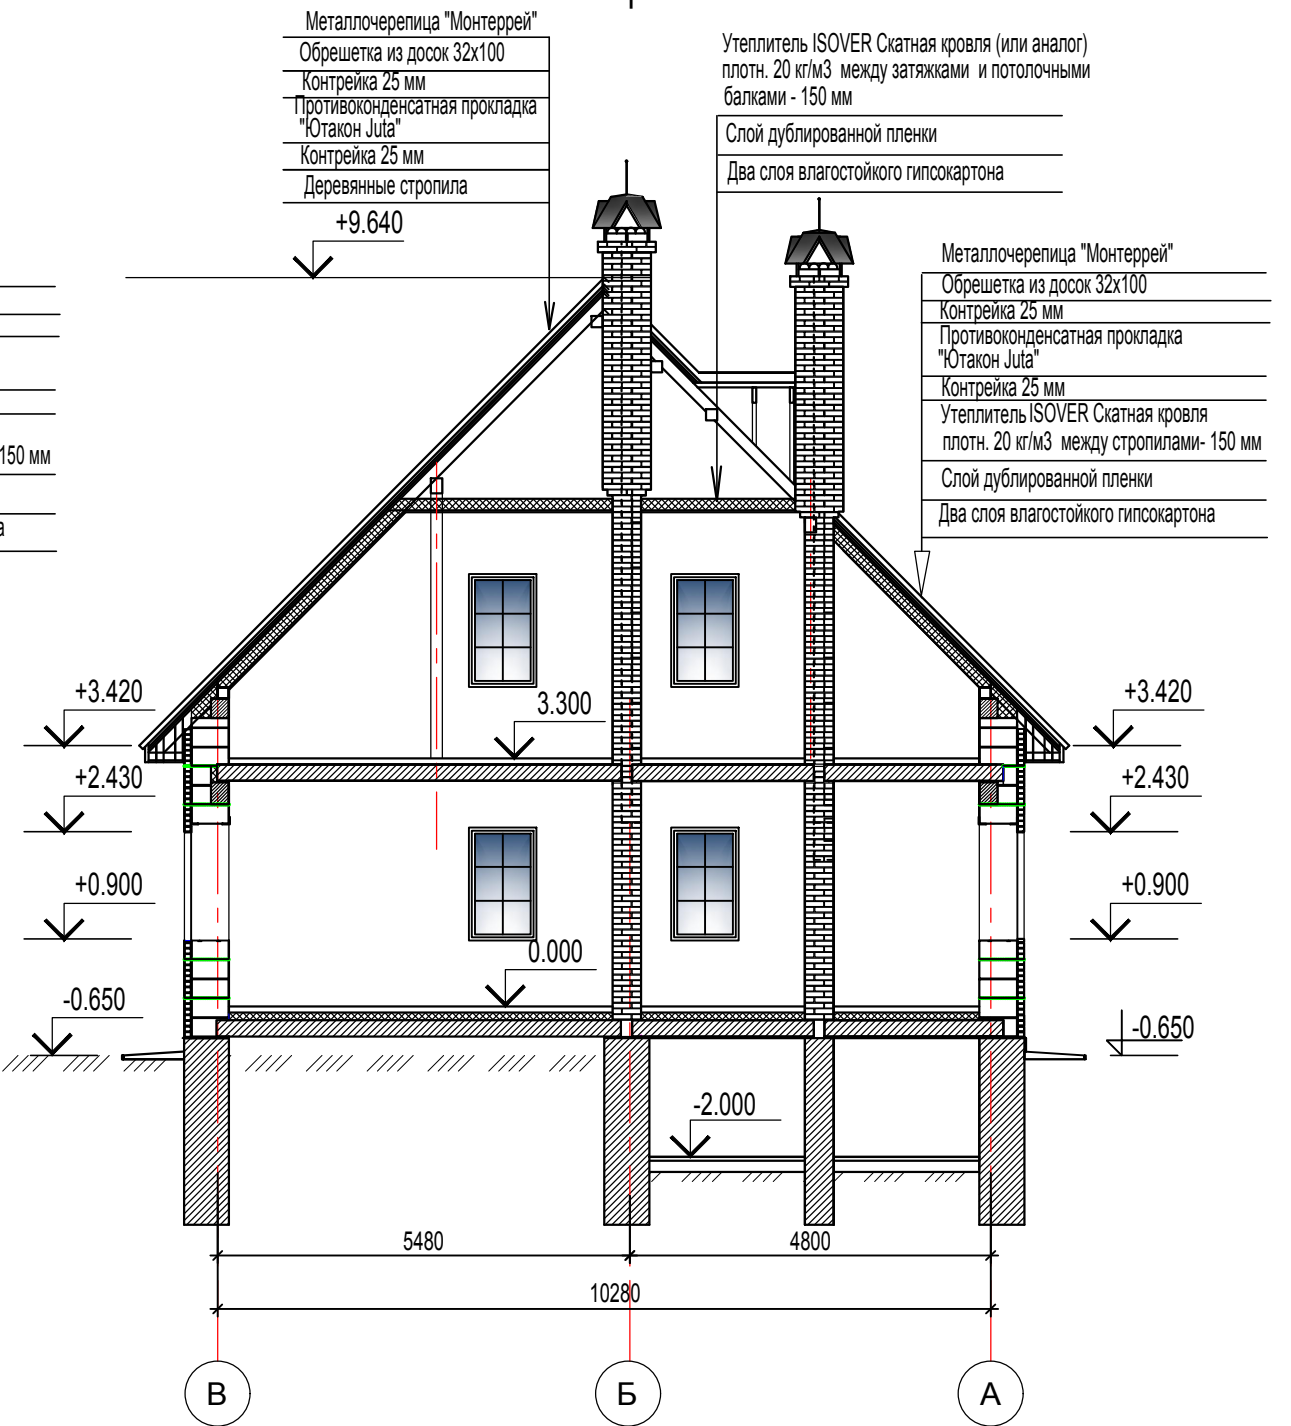 Металлочерепица "Монтеррей"
Обрешетка из досок 32х100
Контрейка 25 мм
Противоконденсатная прокладка
"Ютакон Juta"
Контрейка 25 мм
Деревянные стропила
Утеплитель ISOVER Скатная кровля (или аналог)
плотн. 20 кг/м3 между затяжками и потолочными
балками - 150 мм
Слой дублированной пленки
Два слоя влагостойкого гипсокартона
+9.640
Металлочерепица "Монтеррей"
Обрешетка из досок 32х100
Контрейка 25 мм
Противоконденсатная прокладка
"Ютакон Juta"
Контрейка 25 мм
Утеплитель ISOVER Скатная кровля
плотн. 20 кг/м3 между стропилами- 150 мм
Слой дублированной пленки
Два слоя влагостойкого гипсокартона
150 мм
а
+3.420
3.300
+3.420
+2.430
+2.430
+0.900
+0.900
0.000
-0.650
-0.650
-2.000
5480
4800
10280
В
Б
А